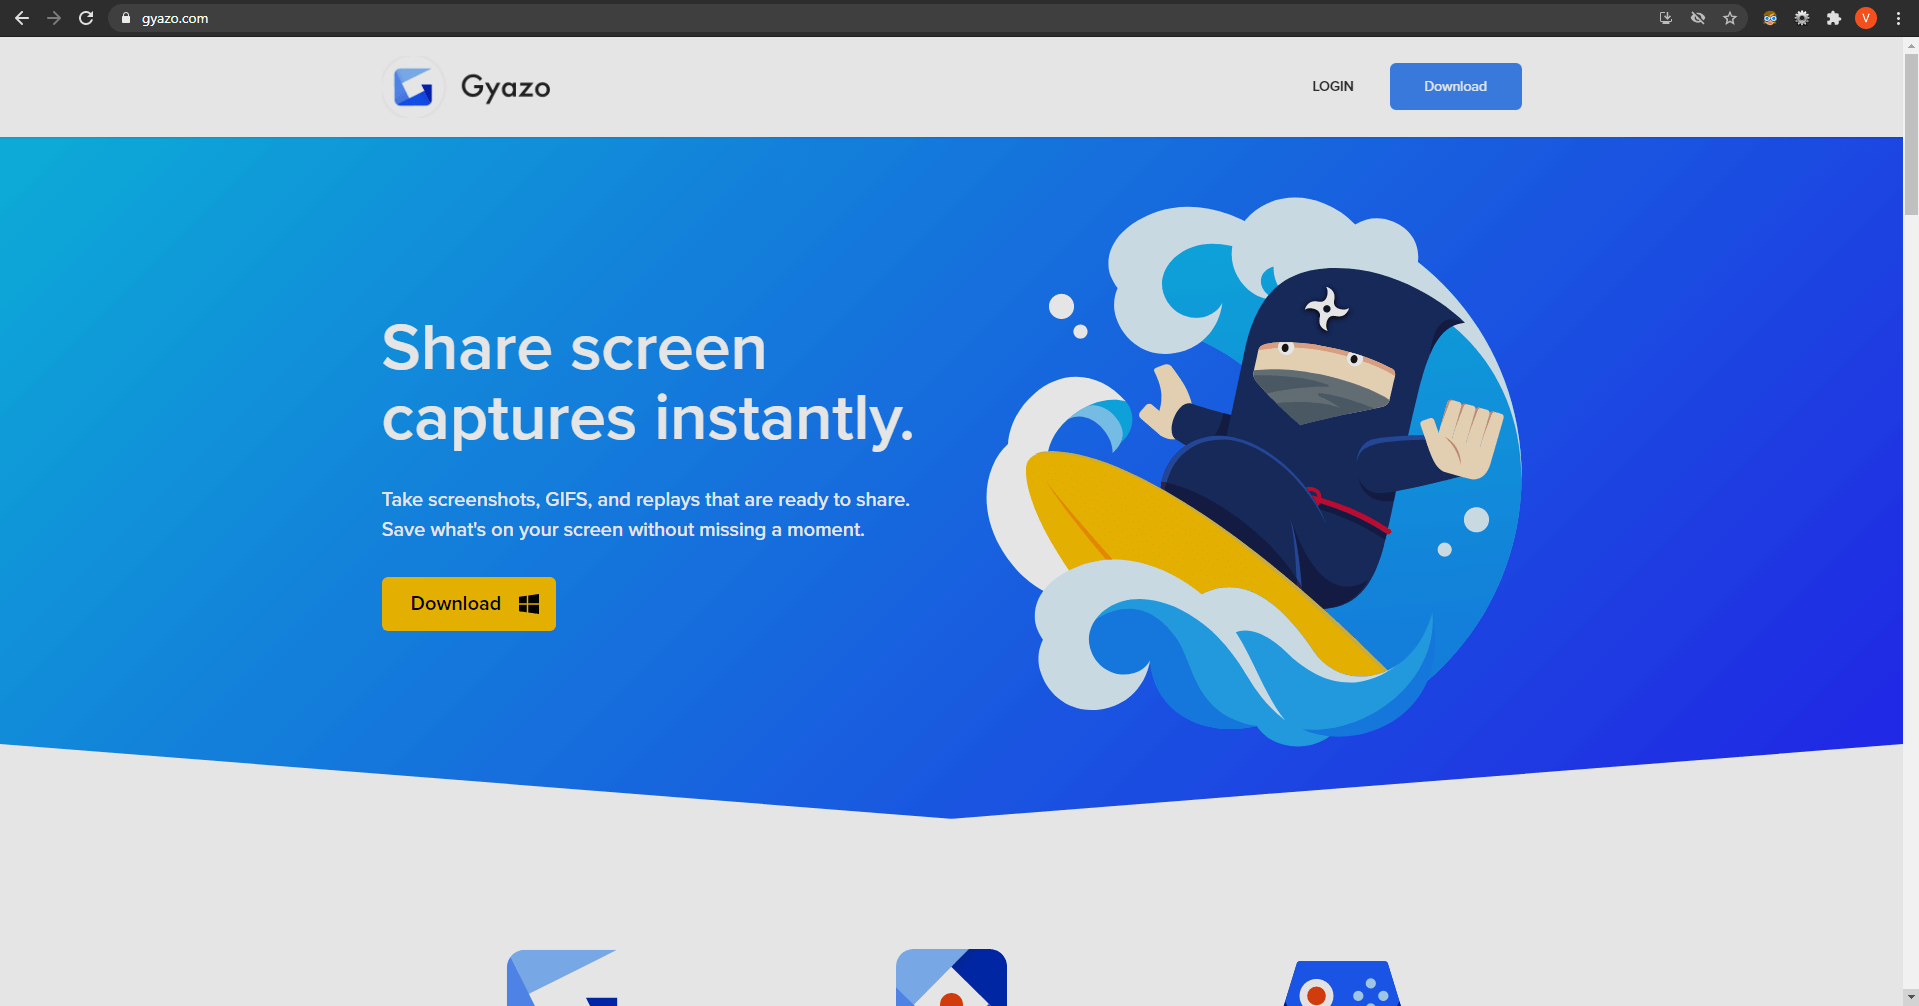 gyazo.com
V
Gyazo
LOGIN
Download
Share screen
captures instantly.
Take screenshots, GIFS, and replays that are ready to share.
Save what's on your screen without missing a moment.
Download